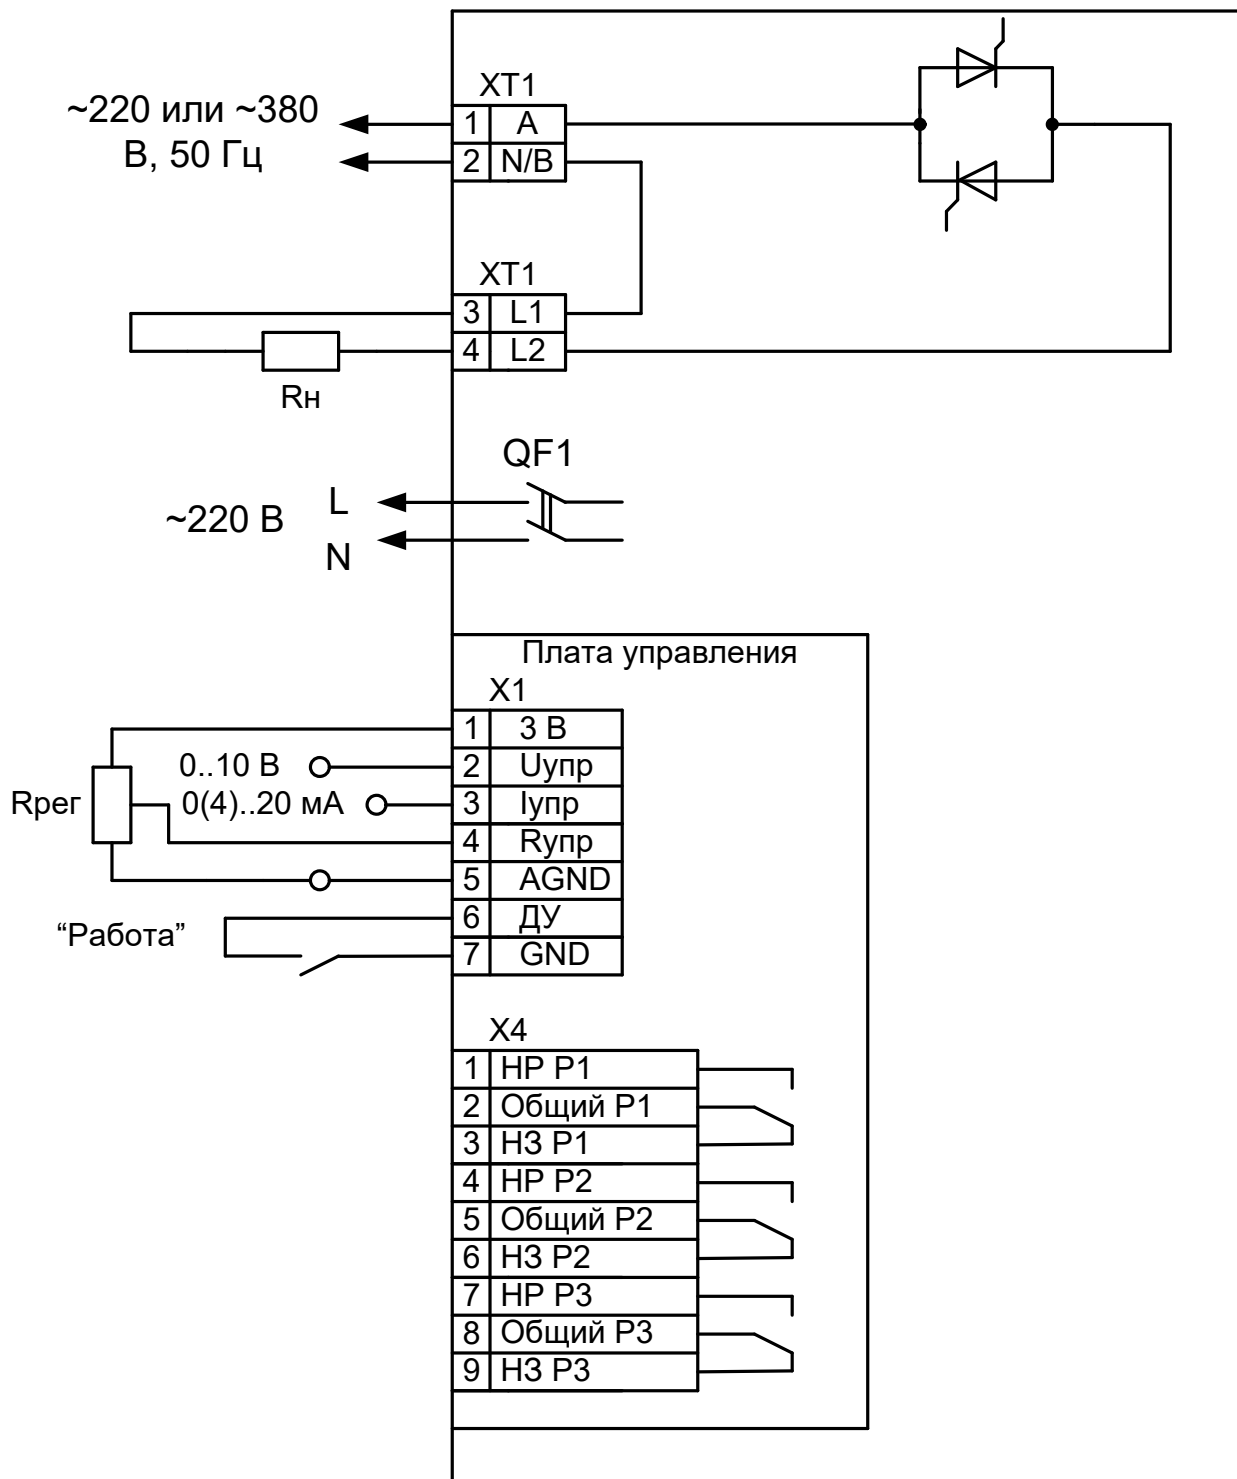 XT1
~220 или ~380
В, 50 Гц
1 A
2 N/B
XT1
3 L1
4 L2
Rн
QF1
L
~220 В
N
Плата управления
X1
1 3 В
0..10 В 2 Uупр
Rрег 0(4)..20 мА 3 Iупр
4 Rупр
5 AGND
“Работа” 6 ДУ
7 GND
X4
1 НР Р1
2 Общий Р1
3 НЗ Р1
4 НР Р2
5 Общий Р2
6 НЗ Р2
7 НР Р3
8 Общий Р3
9 НЗ Р3